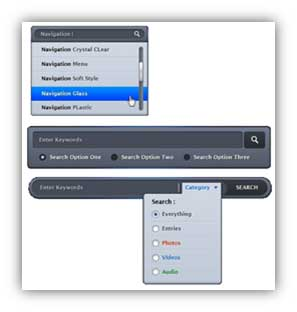 Navigation :
Navigation Crystal CLear
Navigation Menu
Navigation Soft Style
Navigation Glass
Navigation PLastic
Enter Keywords
Search Option One Search Option Two Search Option Three
Enter Keywords Category SEARCH
Search :
Everything
Entries
Photos
Videos
Audio